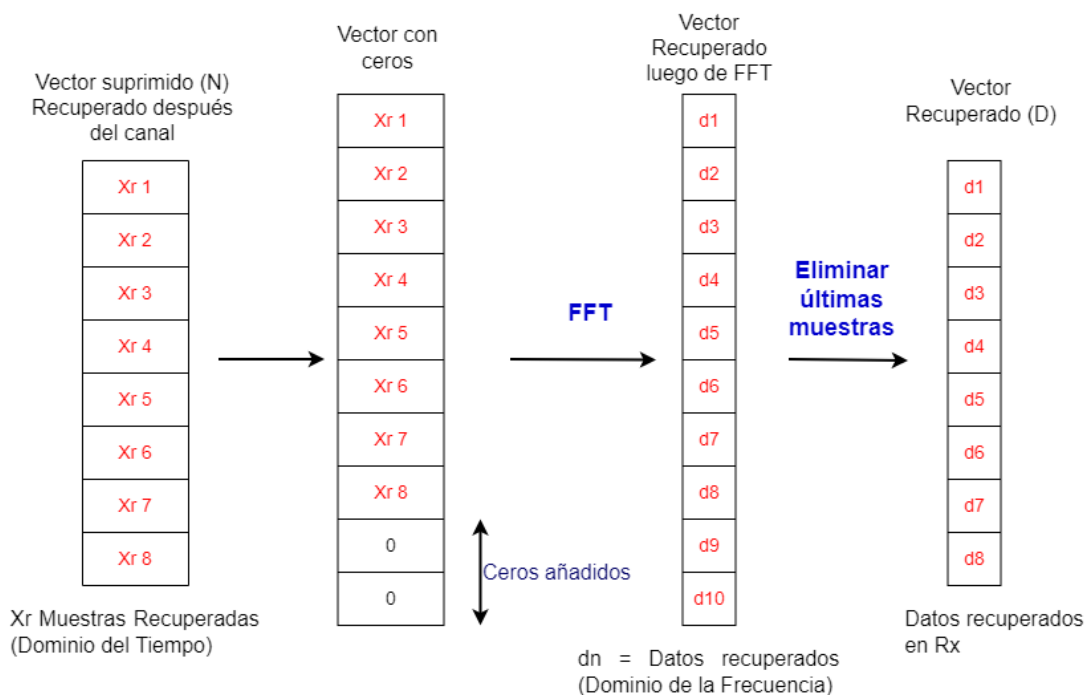 Vector suprimido (N)
Recuperado después
del canal
Xr 1
Xr 2
Xr 3
Xr 4
Xr 5
Xr 6
Xr 7
Xr 8
Xr Muestras Recuperadas
(Dominio del Tiempo)
Vector con
ceros
Xr 1
Xr 2
Xr 3
Xr 4
Xr 5
Xr 6
Xr 7
Xr 8
0
0
Ceros añadidos
FFT
Vector
Recuperado
luego de FFT
d1
d2
d3
d4
d5
d6
d7
d8
d9
d10
dn = Datos recuperados
(Dominio de la Frecuencia)
Eliminar
últimas
muestras
Vector
Recuperado (D)
d1
d2
d3
d4
d5
d6
d7
d8
Datos recuperados
en Rx